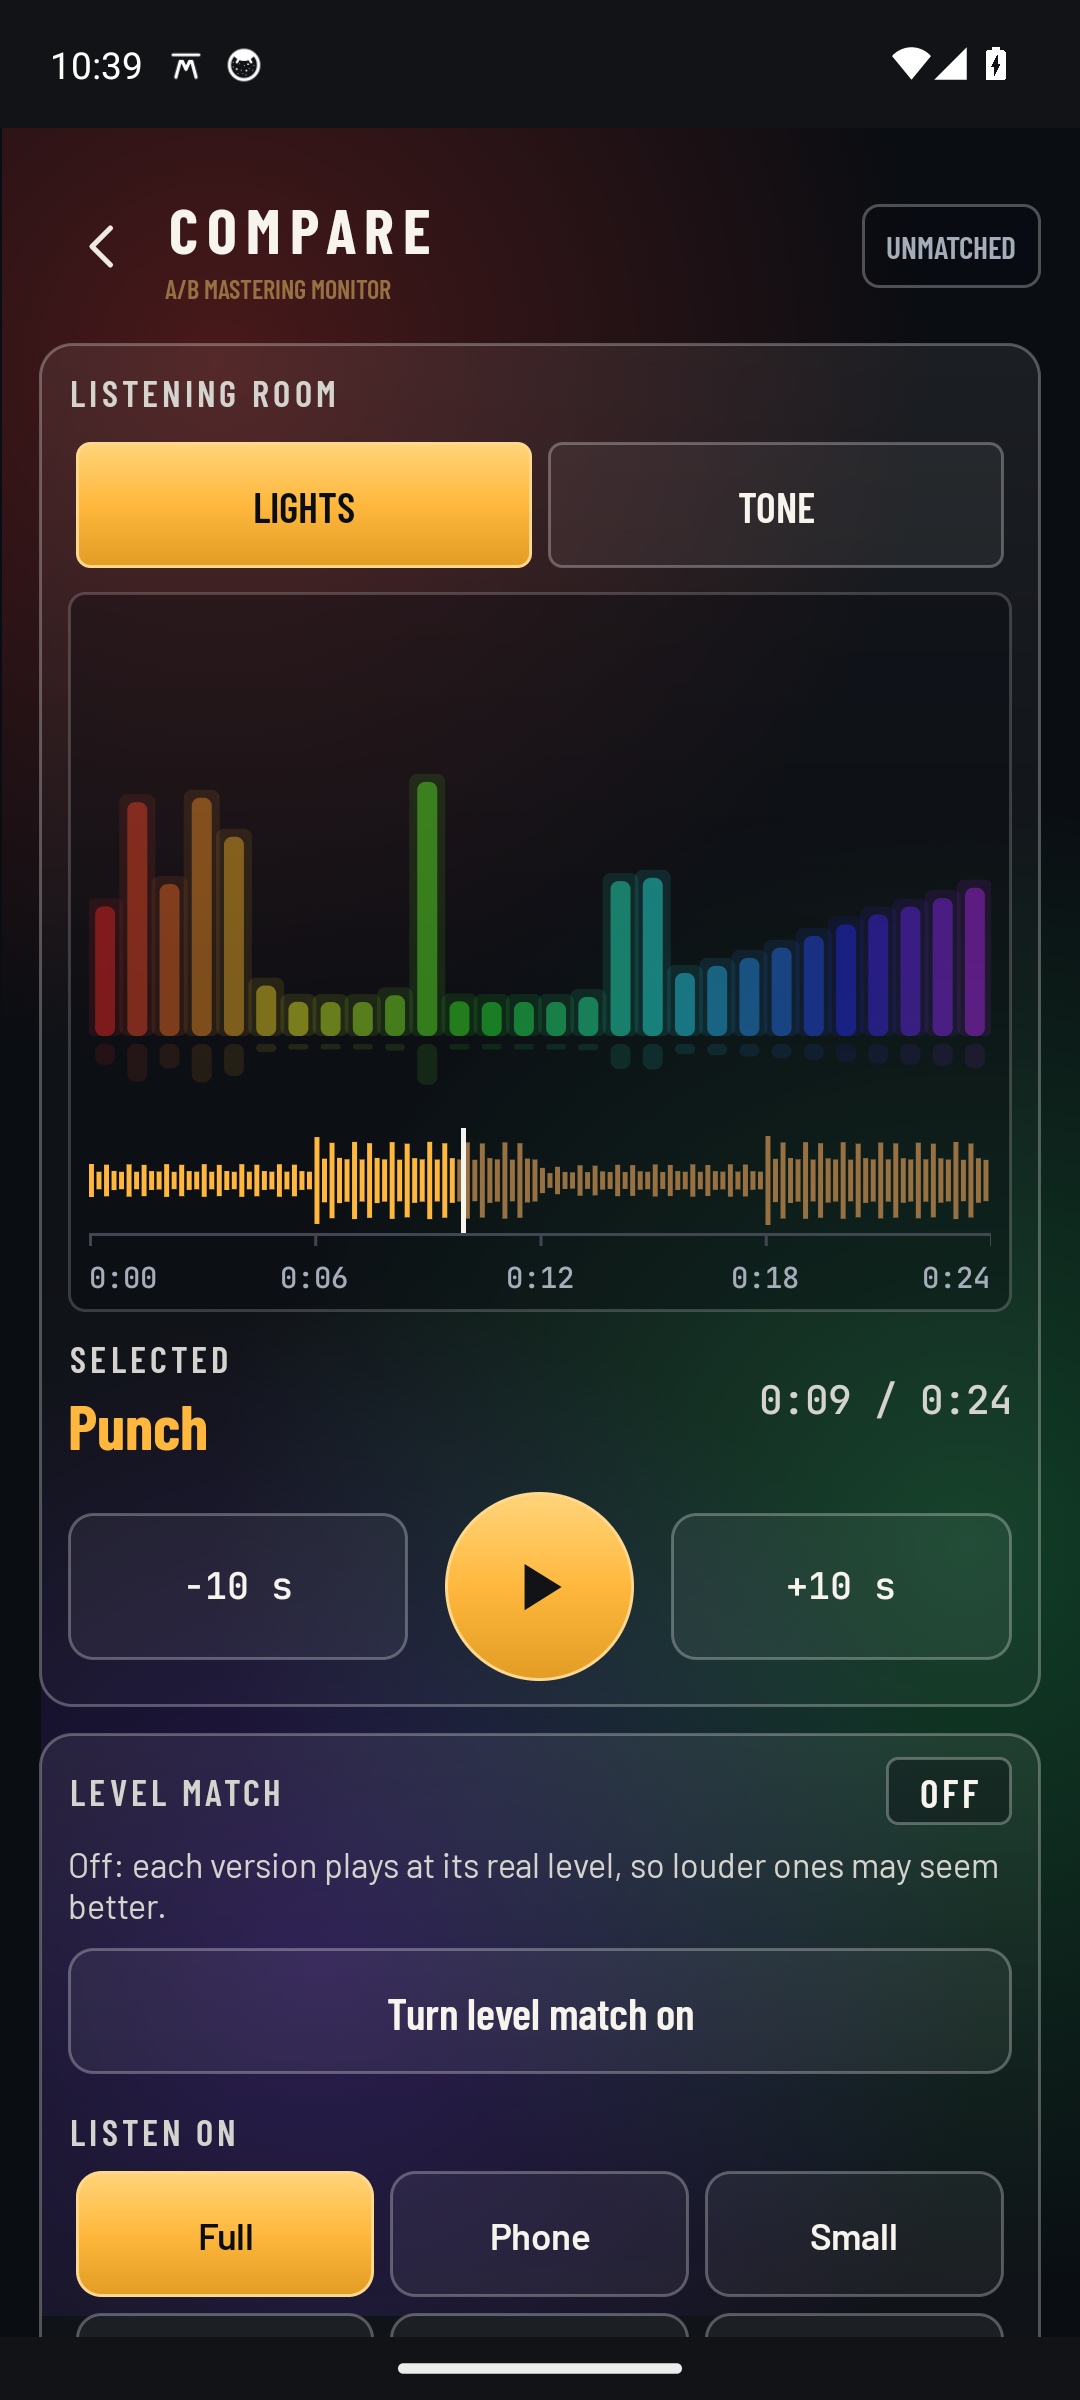 10:39
COMPARE
A/B MASTERING MONITOR
UNMATCHED
LISTENING ROOM
LIGHTS
TONE
0:00
0:06
0:12
0:18
0:24
SELECTED
Punch
0:09 / 0:24
-10 s
+10 s
LEVEL MATCH
OFF
Off: each version plays at its real level, so louder ones may seem
better.
Turn level match on
LISTEN ON
Full
Phone
Small